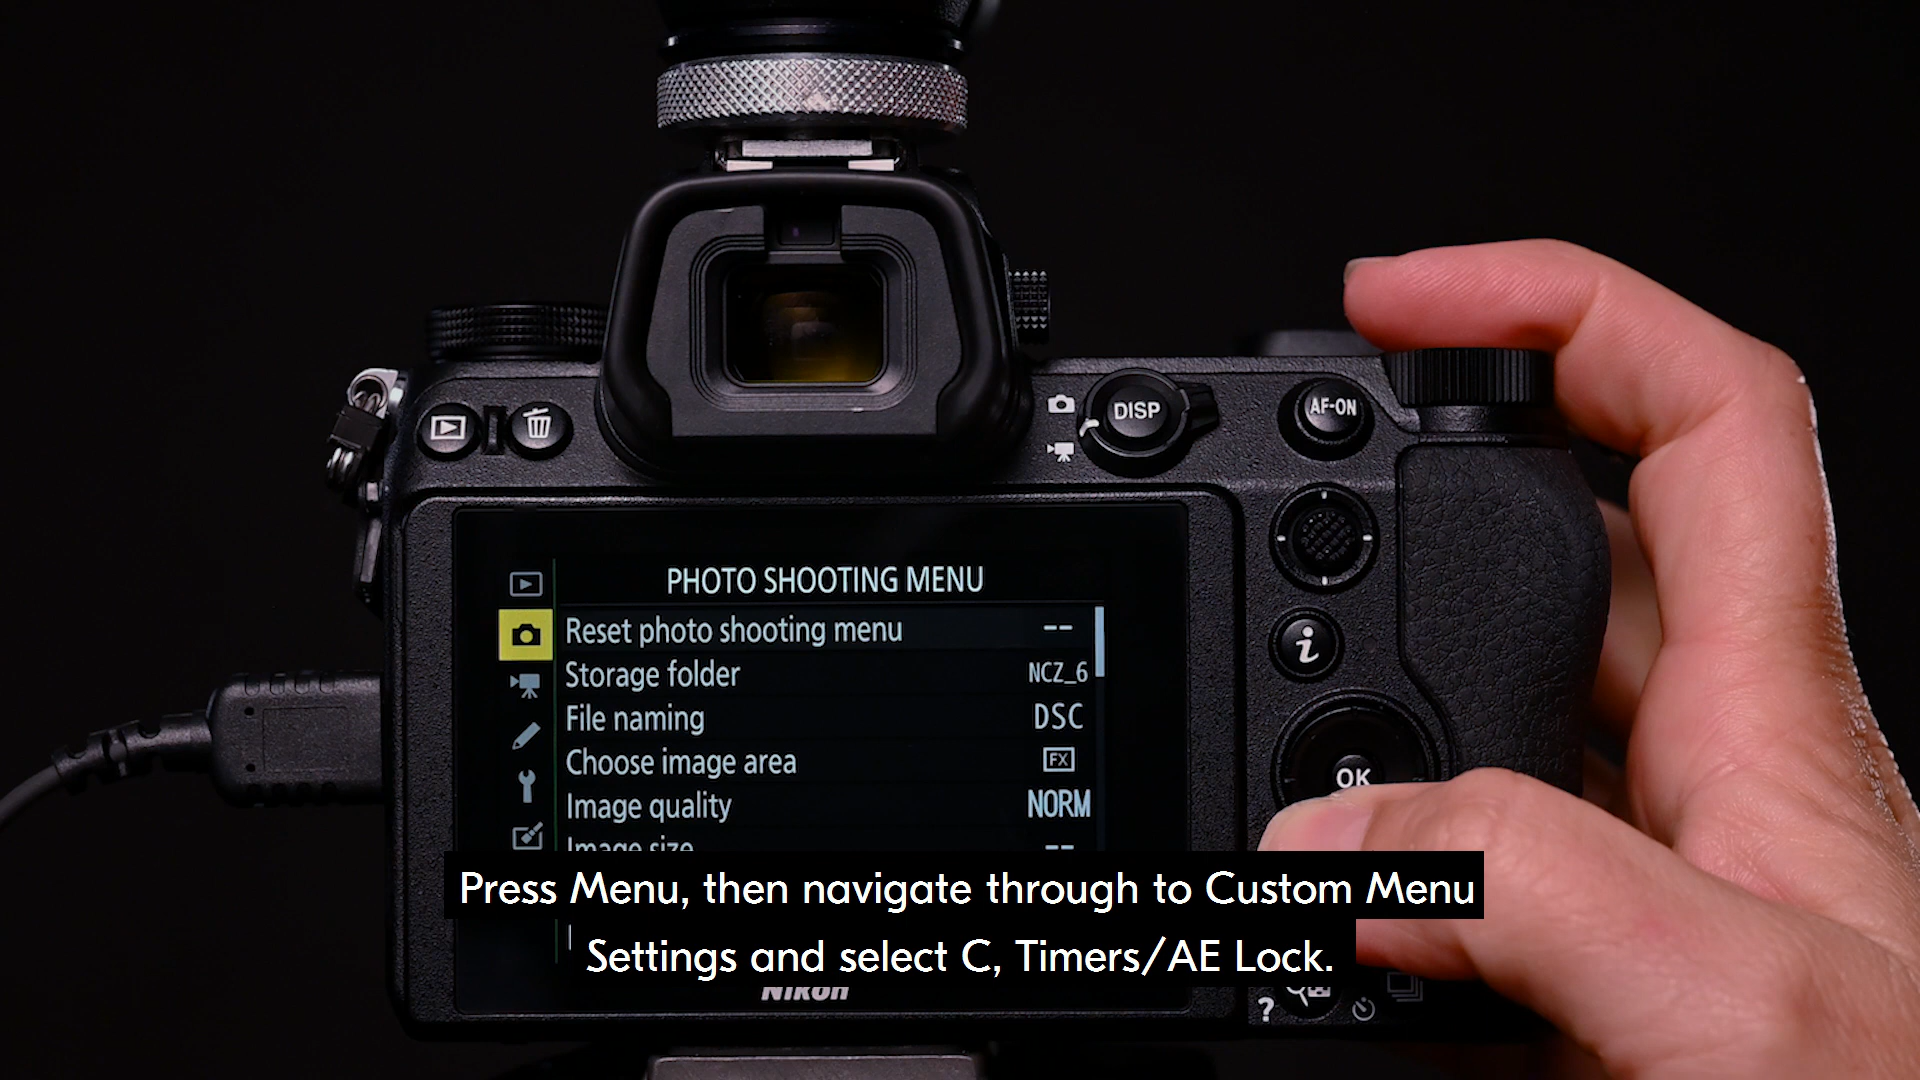 DISP
AF-ON
PHOTO SHOOTING MENU
Reset photo shooting menu --
Storage folder NCZ_6
File naming DSC
Choose image area FX
Image quality NORM
Image size --
i
OK
Press Menu, then navigate through to Custom Menu
Settings and select C, Timers/AE Lock.
Nikon
?